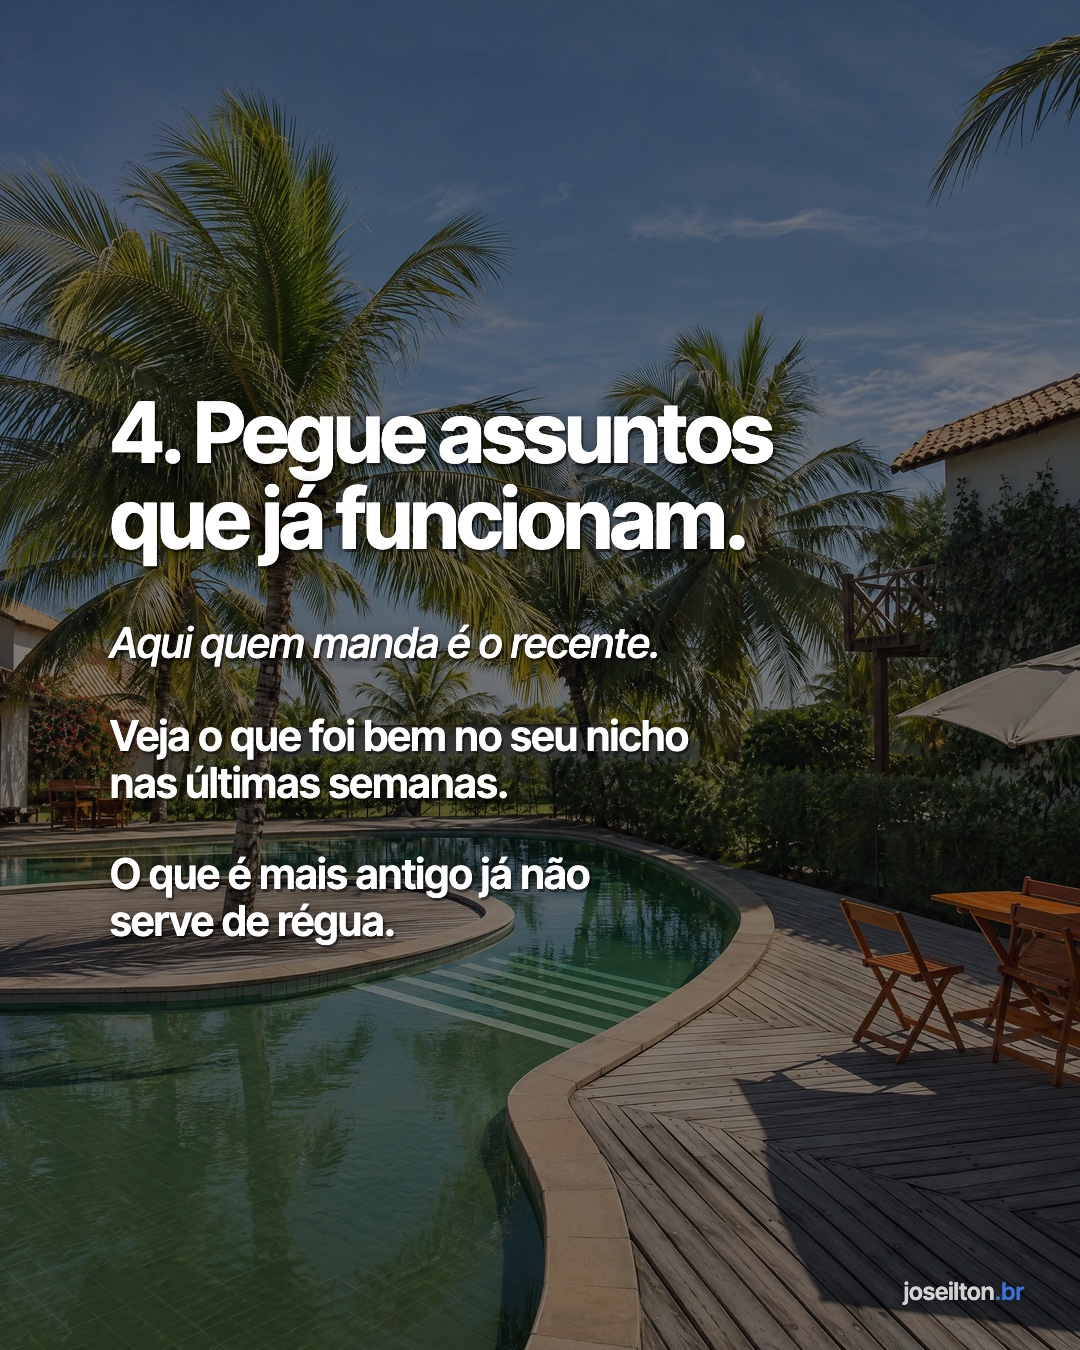 4. Pegue assuntos
que já funcionam.
Aqui quem manda é o recente.
Veja o que foi bem no seu nicho
nas últimas semanas.
O que é mais antigo já não
serve de régua.
joseilton.br